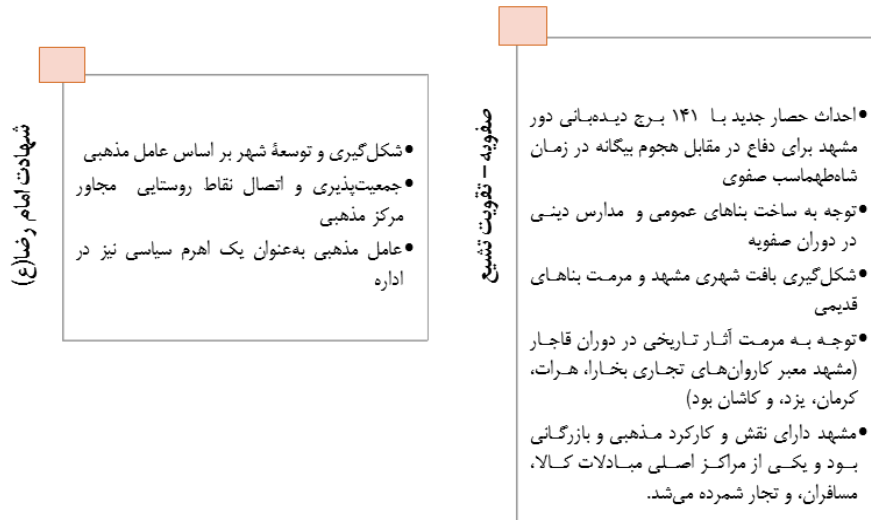 صفویه – تقویت تشیع
•احداث حصار جدید با ۱۴۱ برج دیده‌بانی دور
مشهد برای دفاع در مقابل هجوم بیگانه در زمان
شاه‌طهماسب صفوی
•توجه به ساخت بناهای عمومی و مدارس دینی
در دوران صفویه
•شکل‌گیری بافت شهری مشهد و مرمت بناهای
قدیمی
•توجه به مرمت آثار تاریخی در دوران قاجار
(مشهد معبر کاروان‌های تجاری بخارا، هرات،
کرمان، یزد، و کاشان بود)
•مشهد دارای نقش و کارکرد مذهبی و بازرگانی
بود و یکی از مراکز اصلی مبادلات کالا،
مسافران، و تجار شمرده می‌شد.
شهادت امام رضا(ع)
•شکل‌گیری و توسعهٔ شهر بر اساس عامل مذهبی
•جمعیت‌پذیری و اتصال نقاط روستایی مجاور
مرکز مذهبی
•عامل مذهبی به‌عنوان یک اهرم سیاسی نیز در
اداره